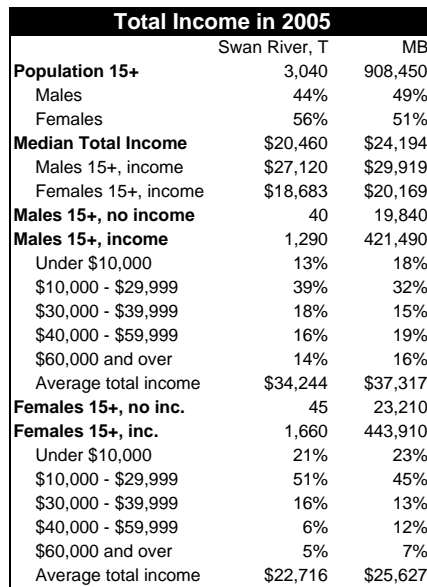 Total Income in 2005
Swan River, T MB
Population 15+ 3,040 908,450
Males 44% 49%
Females 56% 51%
Median Total Income $20,460 $24,194
Males 15+, income $27,120 $29,919
Females 15+, income $18,683 $20,169
Males 15+, no income 40 19,840
Males 15+, income 1,290 421,490
Under $10,000 13% 18%
$10,000 - $29,999 39% 32%
$30,000 - $39,999 18% 15%
$40,000 - $59,999 16% 19%
$60,000 and over 14% 16%
Average total income $34,244 $37,317
Females 15+, no inc. 45 23,210
Females 15+, inc. 1,660 443,910
Under $10,000 21% 23%
$10,000 - $29,999 51% 45%
$30,000 - $39,999 16% 13%
$40,000 - $59,999 6% 12%
$60,000 and over 5% 7%
Average total income $22,716 $25,627